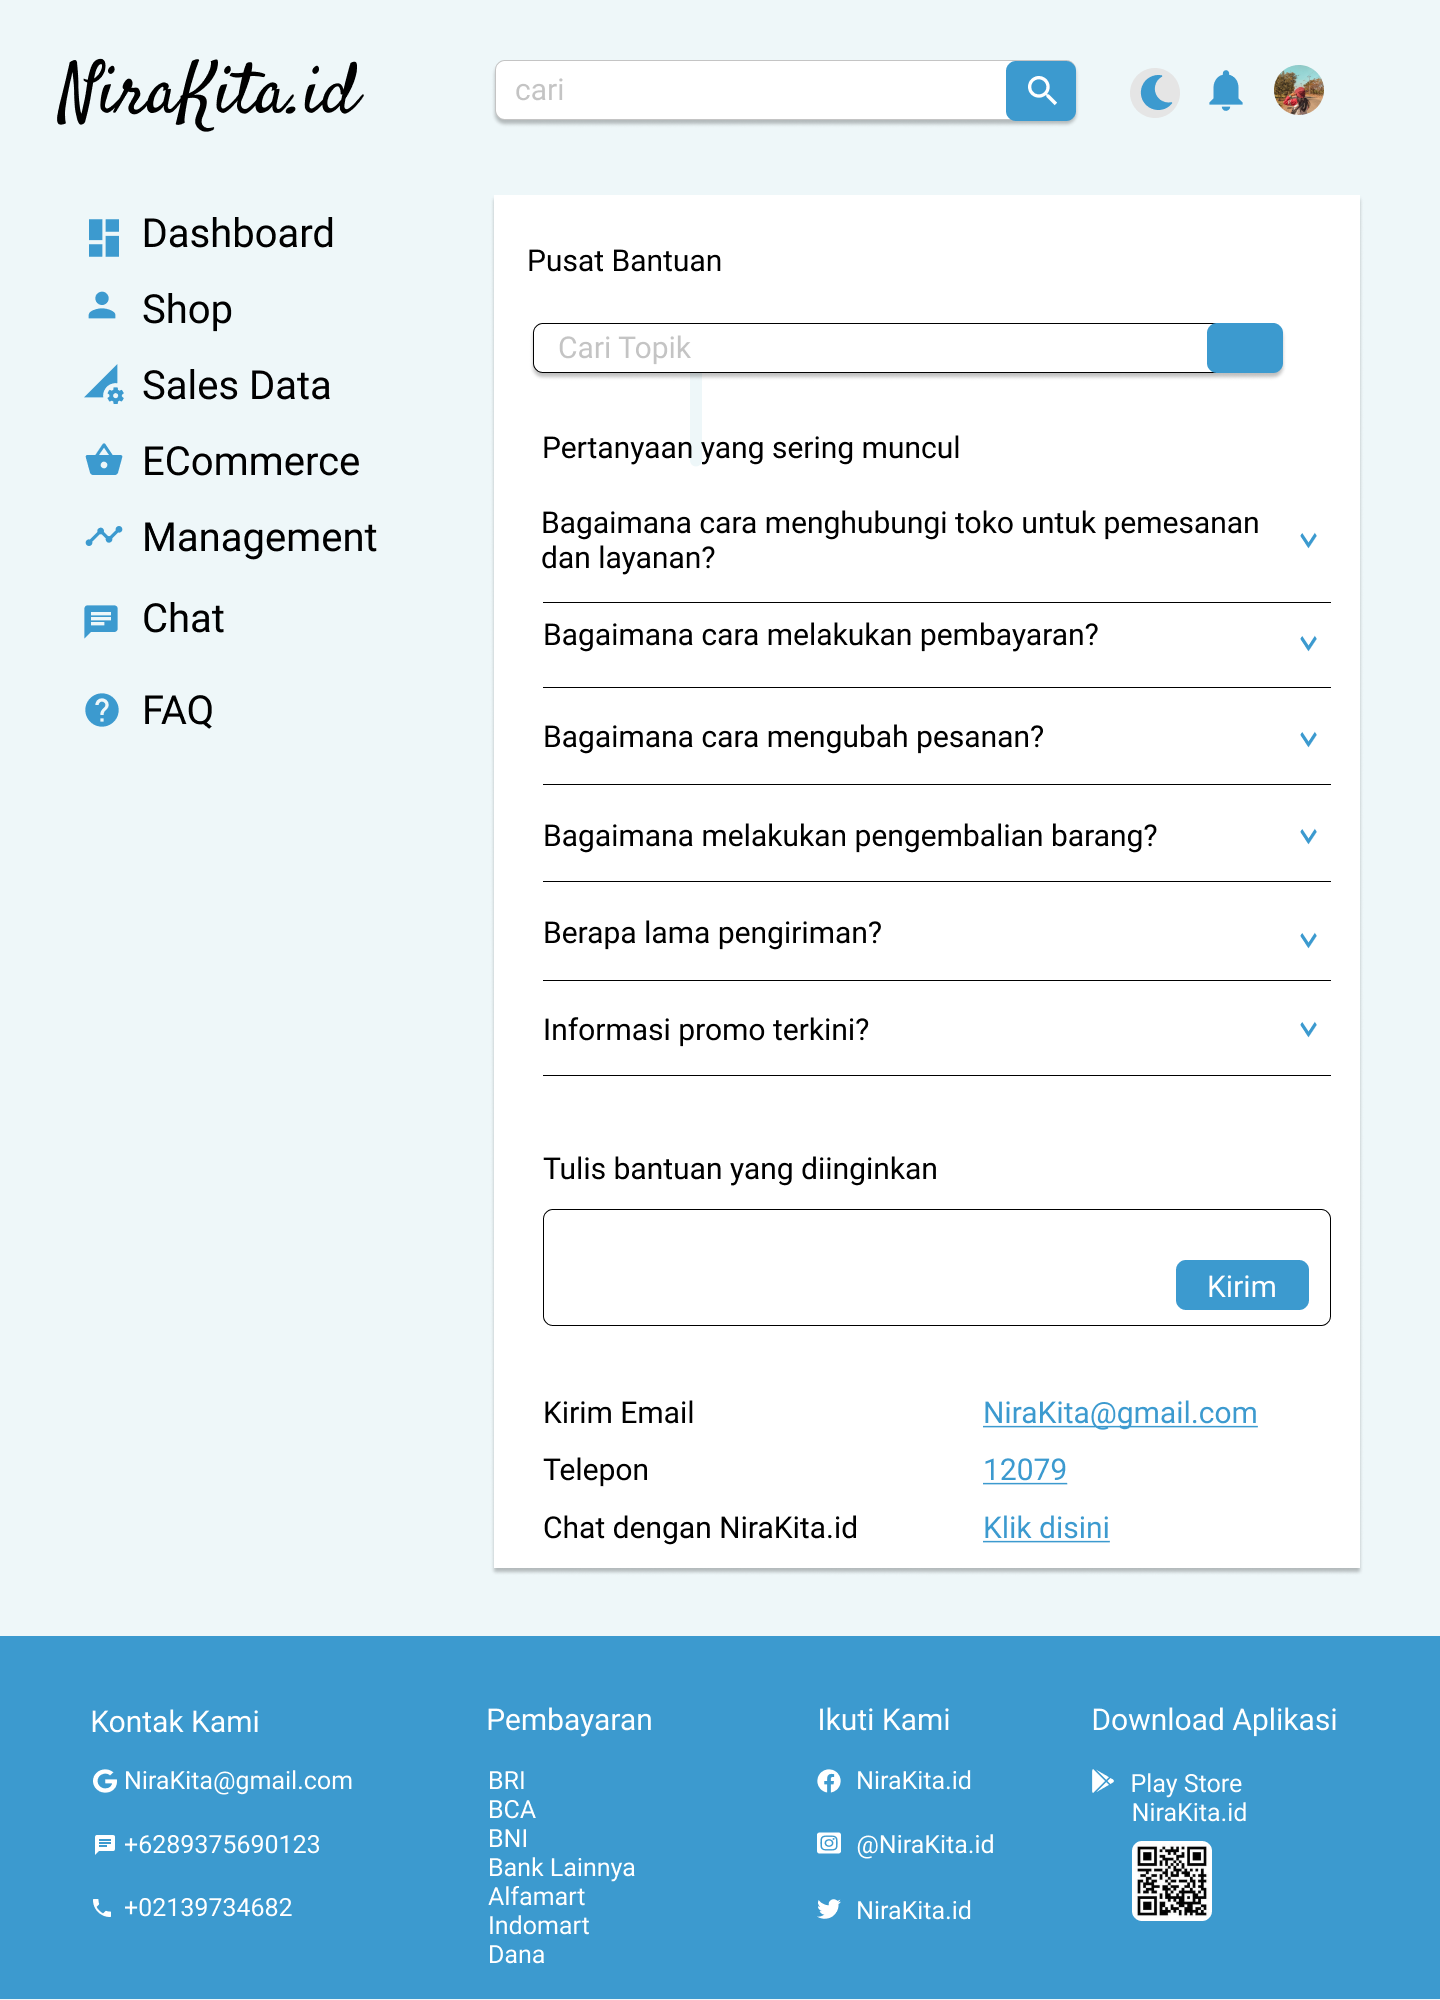 NiraKita.id
cari
Dashboard
Shop
Sales Data
ECommerce
Management
Chat
FAQ
Pusat Bantuan
Cari Topik
Pertanyaan yang sering muncul
Bagaimana cara menghubungi toko untuk pemesanan
dan layanan?
Bagaimana cara melakukan pembayaran?
Bagaimana cara mengubah pesanan?
Bagaimana melakukan pengembalian barang?
Berapa lama pengiriman?
Informasi promo terkini?
Tulis bantuan yang diinginkan
Kirim
Kirim Email
NiraKita@gmail.com
Telepon
12079
Chat dengan NiraKita.id
Klik disini
Kontak Kami
NiraKita@gmail.com
+6289375690123
+02139734682
Pembayaran
BRI
BCA
BNI
Bank Lainnya
Alfamart
Indomart
Dana
Ikuti Kami
NiraKita.id
@NiraKita.id
NiraKita.id
Download Aplikasi
Play Store
NiraKita.id